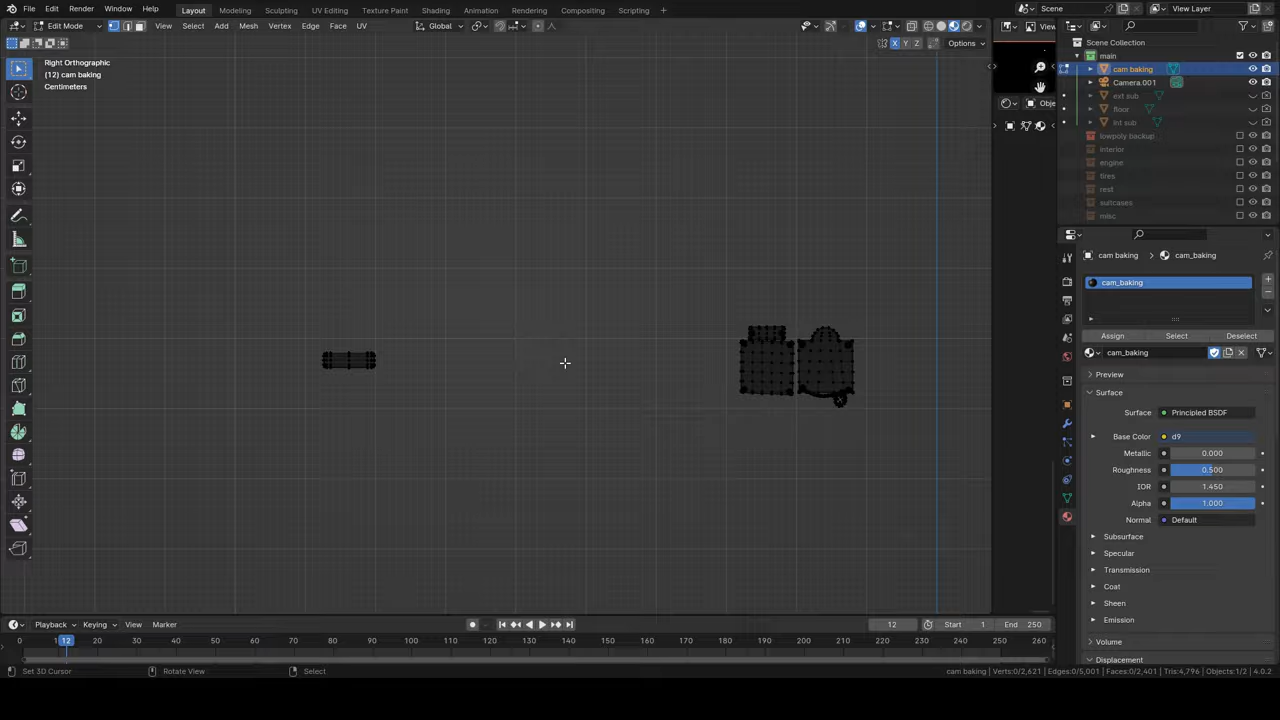 File Edit Render Window Help Layout Modeling Sculpting UV Editing Texture Paint Shading Animation Rendering Compositing Scripting Scene View Layer
Edit Mode View Select Add Mesh Vertex Edge Face UV Global View
X Y Z Options
Right Orthographic
(12) cam baking
Centimeters
Obje
Scene Collection
main
cam baking
Camera.001
ext sub
floor
int sub
lowpoly backup
interior
engine
tires
rest
suitcases
misc
cam baking > cam_baking
cam_baking
Assign Select Deselect
cam_baking
Preview
Surface
Surface Principled BSDF
Base Color d9
Metallic 0.000
Roughness 0.500
IOR 1.450
Alpha 1.000
Normal Default
Subsurface
Specular
Transmission
Coat
Sheen
Emission
Volume
Displacement
Playback Keying View Marker 12 Start 1 End 250
0 12 20 30 40 50 60 70 80 90 100 110 120 130 140 150 160 170 180 190 200 210 220 230 240 250 260
Set 3D Cursor Rotate View Select cam baking | Verts:0/2,621 | Edges:0/5,001 | Faces:0/2,401 | Tris:4,796 | Objects:1/2 | 4.0.2